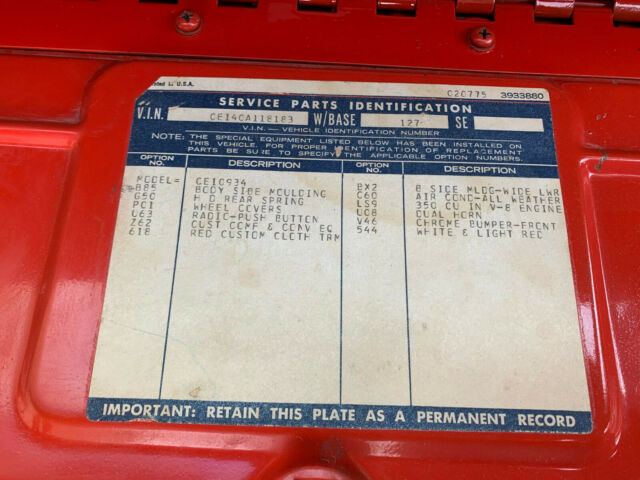 U.S.A. 020775 3933880
SERVICE PARTS IDENTIFICATION
V.I.N. CE14CA118183 W/BASE 127 SE
V.I.N.— VEHICLE IDENTIFICATION NUMBER
NOTE: THE SPECIAL EQUIPMENT LISTED BELOW HAS BEEN INSTALLED ON
THIS VEHICLE. FOR PROPER IDENTIFICATION OF REPLACEMENT
PARTS BE SURE TO SPECIFY THE APPLICABLE OPTION NUMBERS.
OPTION NO. DESCRIPTION OPTION NO. DESCRIPTION
MODEL= CE10934 BX2 B SIDE MLDG-WIDE LWR
B85 BODY SIDE MOULDING C60 AIR COND-ALL WEATHER
G50 H D REAR SPRING LS9 350 CU IN V-8 ENGINE
PC1 WHEEL COVERS U08 DUAL HORN
U63 RADIO-PUSH BUTTON V46 CHROME BUMPER-FRONT
Z62 CUST COMF & CONV EQ 544 WHITE & LIGHT RED
618 RED CUSTOM CLOTH TRM
IMPORTANT: RETAIN THIS PLATE AS A PERMANENT RECORD